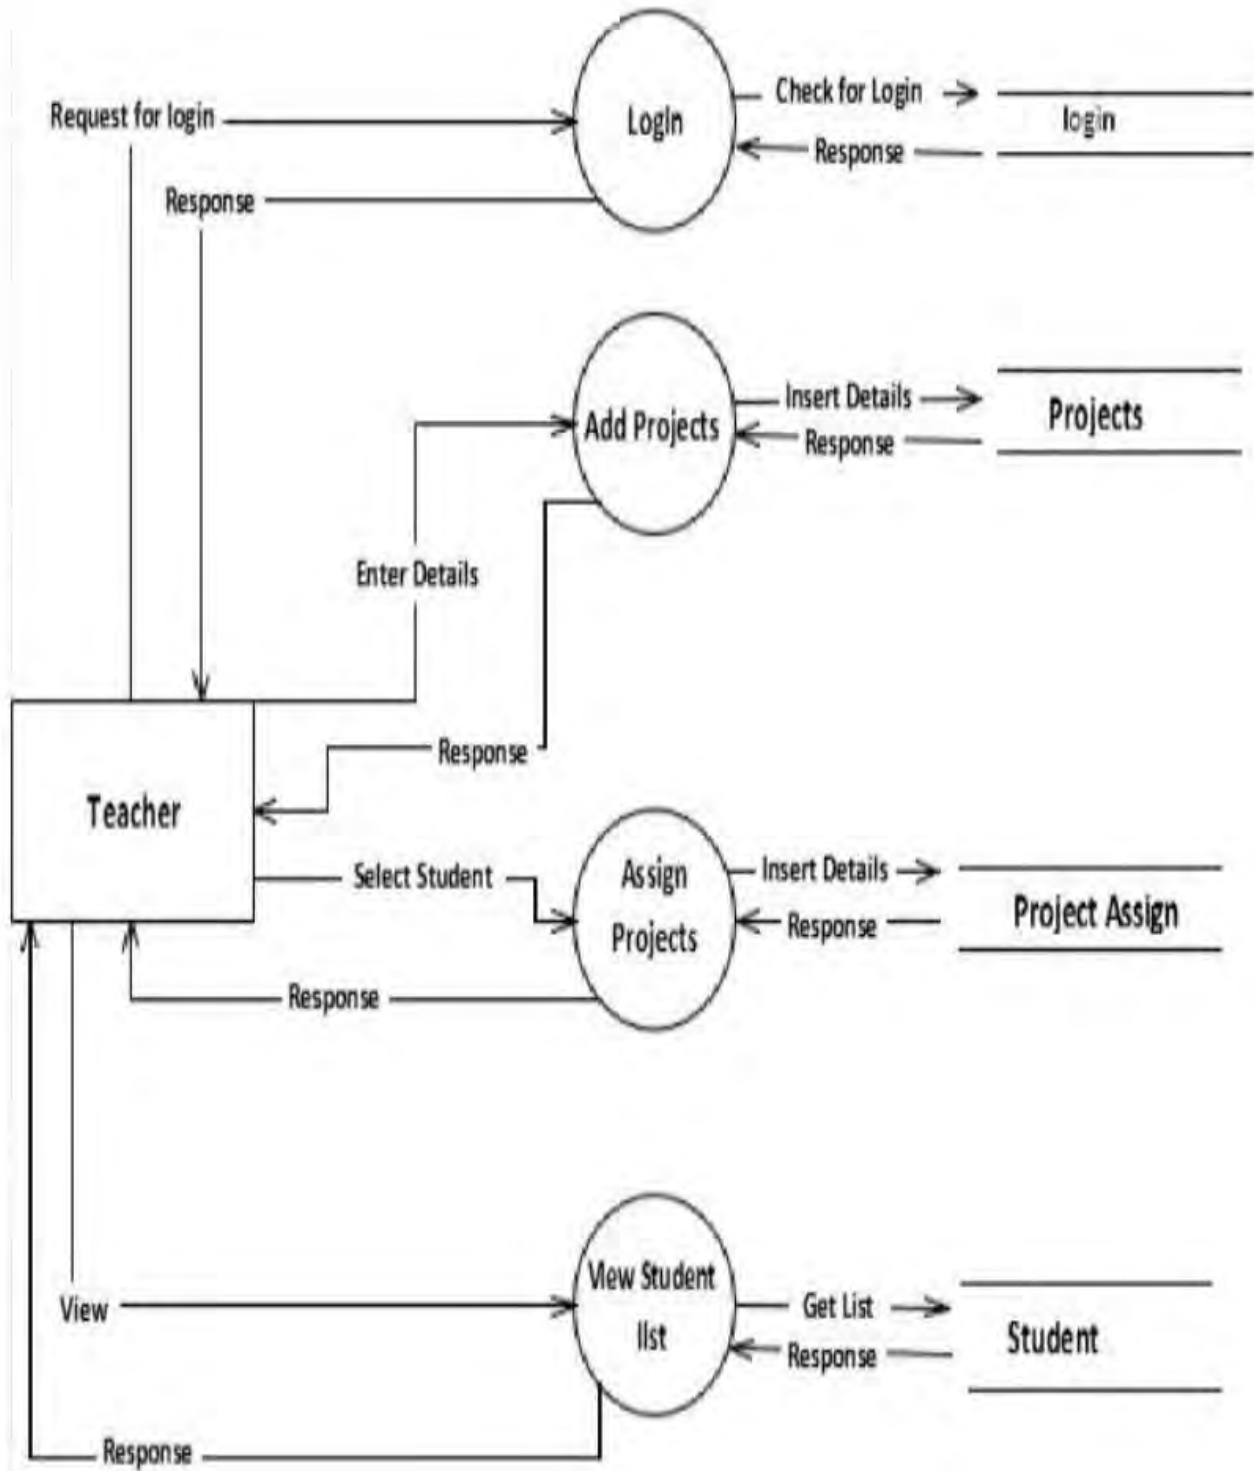 Request for login
LogIn
Check for Login
login
Response
Response
Add Projects
Insert Details
Projects
Response
Enter Details
Response
Teacher
Select Student
Assign
Projects
Insert Details
Project Assign
Response
Response
View
View Student
list
Get List
Student
Response
Response